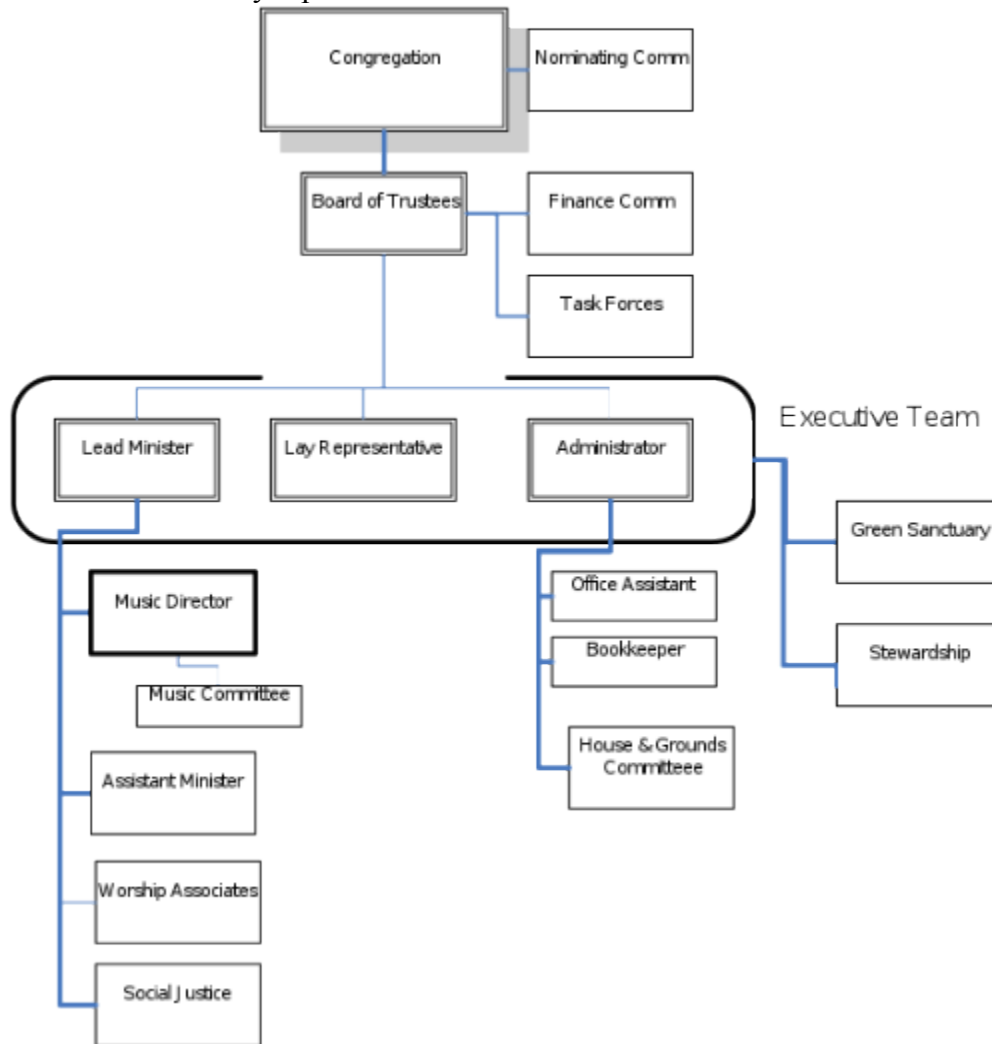 Congregation
Nominating Comm
Board of Trustees
Finance Comm
Task Forces
Executive Team
Lead Minister
Lay Representative
Administrator
Green Sanctuary
Music Director
Office Assistant
Bookkeeper
Stewardship
Music Committee
House & Grounds
Committeee
Assistant Minister
Worship Associates
Social Justice